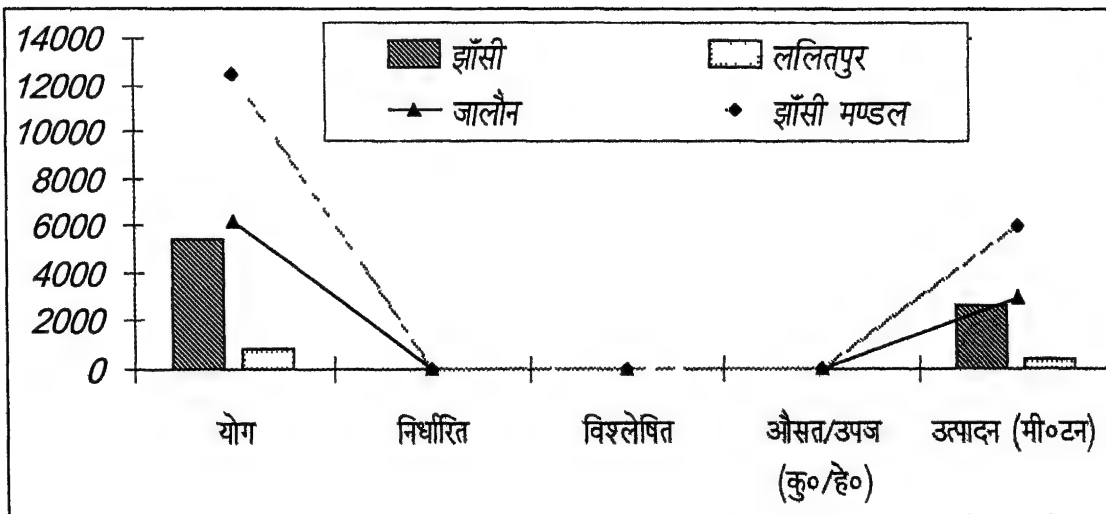 14000
12000
10000
8000
6000
4000
2000
0
झाँसी
ललितपुर
जालौन
झाँसी मण्डल
योग
निर्धारित
विश्लेषित
औसत/उपज
(कु०/हे०)
उत्पादन (मी०टन)